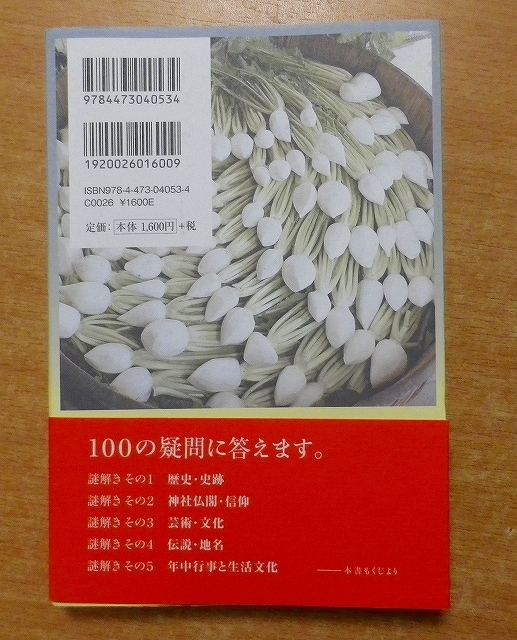 9784473040534
1920026016009
ISBN978-4-473-04053-4
C0026 ¥1600E
定価: 本体 1,600円 +税
100の疑問に答えます。
謎解きその1 歴史・史跡
謎解きその2 神社仏閣・信仰
謎解きその3 芸術・文化
謎解きその4 伝説・地名
謎解きその5 年中行事と生活文化
——本書もくじより